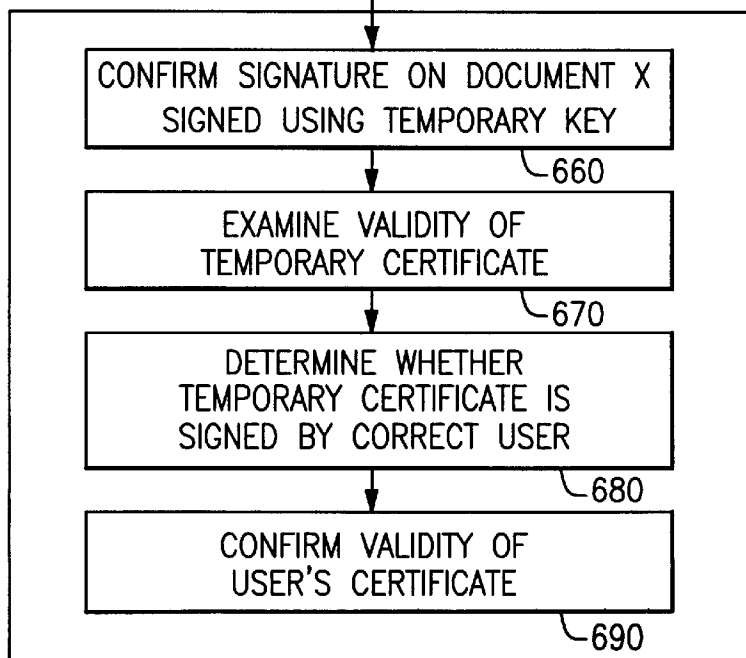 CONFIRM SIGNATURE ON DOCUMENT X
SIGNED USING TEMPORARY KEY
660
EXAMINE VALIDITY OF
TEMPORARY CERTIFICATE
670
DETERMINE WHETHER
TEMPORARY CERTIFICATE IS
SIGNED BY CORRECT USER
680
CONFIRM VALIDITY OF
USER'S CERTIFICATE
690